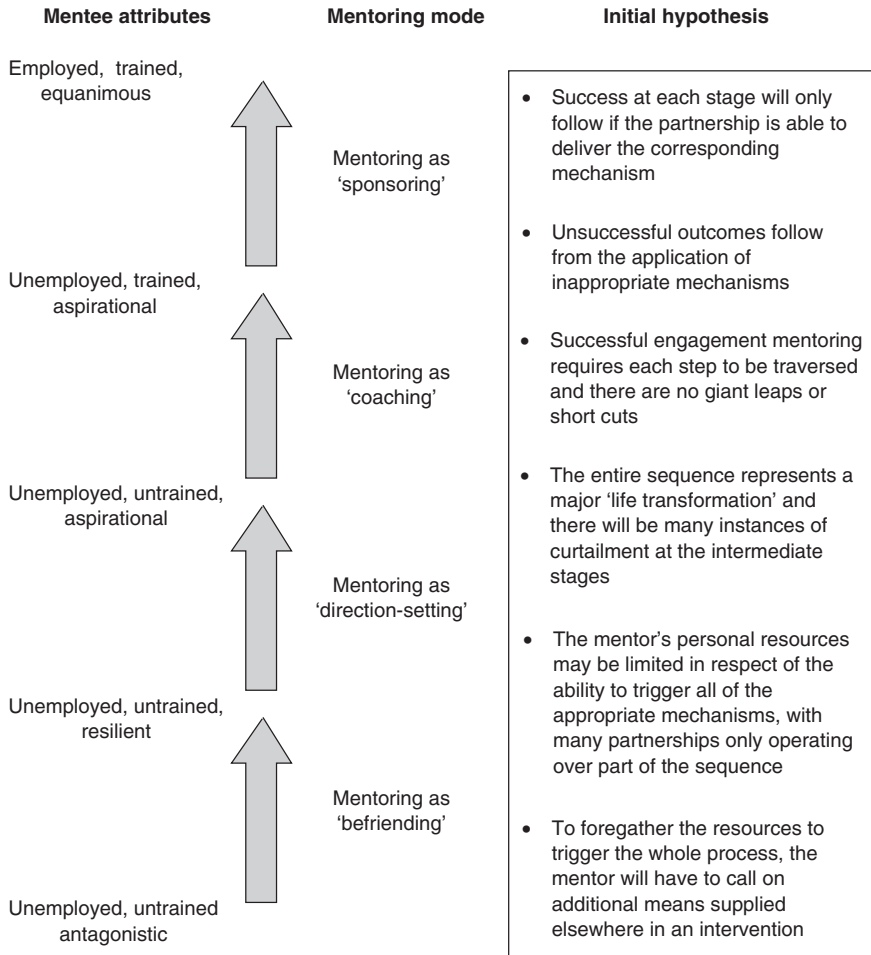 Mentee attributes
Mentoring mode
Initial hypothesis
Employed, trained,
equanimous
Mentoring as
‘sponsoring’
Unemployed, trained,
aspirational
Mentoring as
‘coaching’
Unemployed, untrained,
aspirational
Mentoring as
‘direction-setting’
Unemployed, untrained,
resilient
Mentoring as
‘befriending’
Unemployed, untrained
antagonistic
• Success at each stage will only
follow if the partnership is able to
deliver the corresponding
mechanism
• Unsuccessful outcomes follow
from the application of
inappropriate mechanisms
• Successful engagement mentoring
requires each step to be traversed
and there are no giant leaps or
short cuts
• The entire sequence represents a
major ‘life transformation’ and
there will be many instances of
curtailment at the intermediate
stages
• The mentor’s personal resources
may be limited in respect of the
ability to trigger all of the
appropriate mechanisms, with
many partnerships only operating
over part of the sequence
• To foregather the resources to
trigger the whole process, the
mentor will have to call on
additional means supplied
elsewhere in an intervention